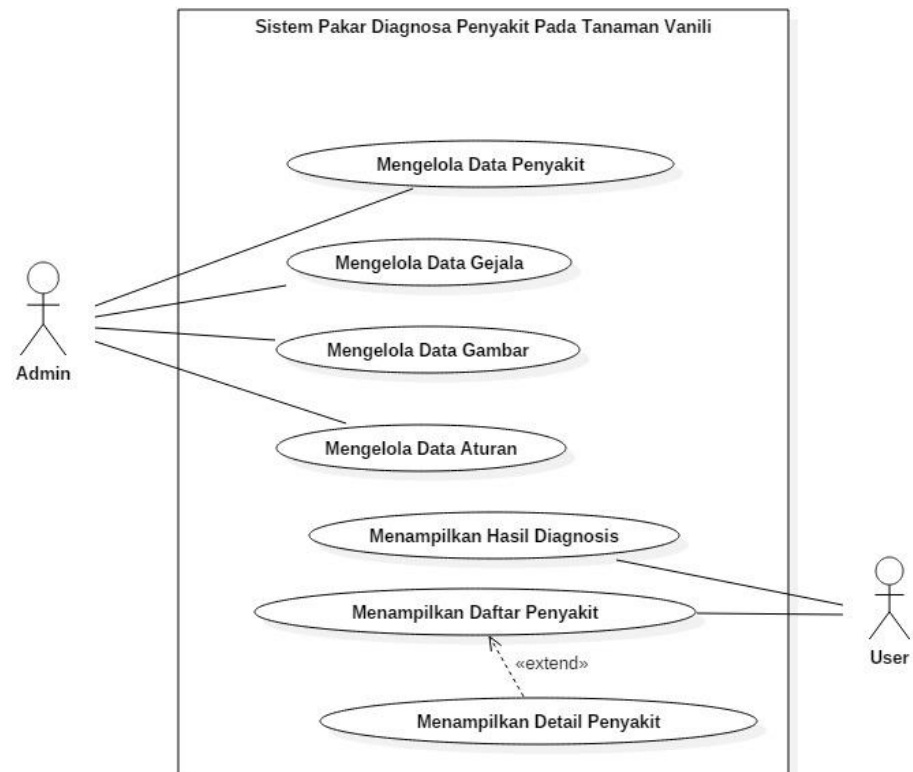 Sistem Pakar Diagnosa Penyakit Pada Tanaman Vanili
Mengelola Data Penyakit
Mengelola Data Gejala
Mengelola Data Gambar
Admin
Mengelola Data Aturan
Menampilkan Hasil Diagnosis
Menampilkan Daftar Penyakit
User
«extend»
Menampilkan Detail Penyakit